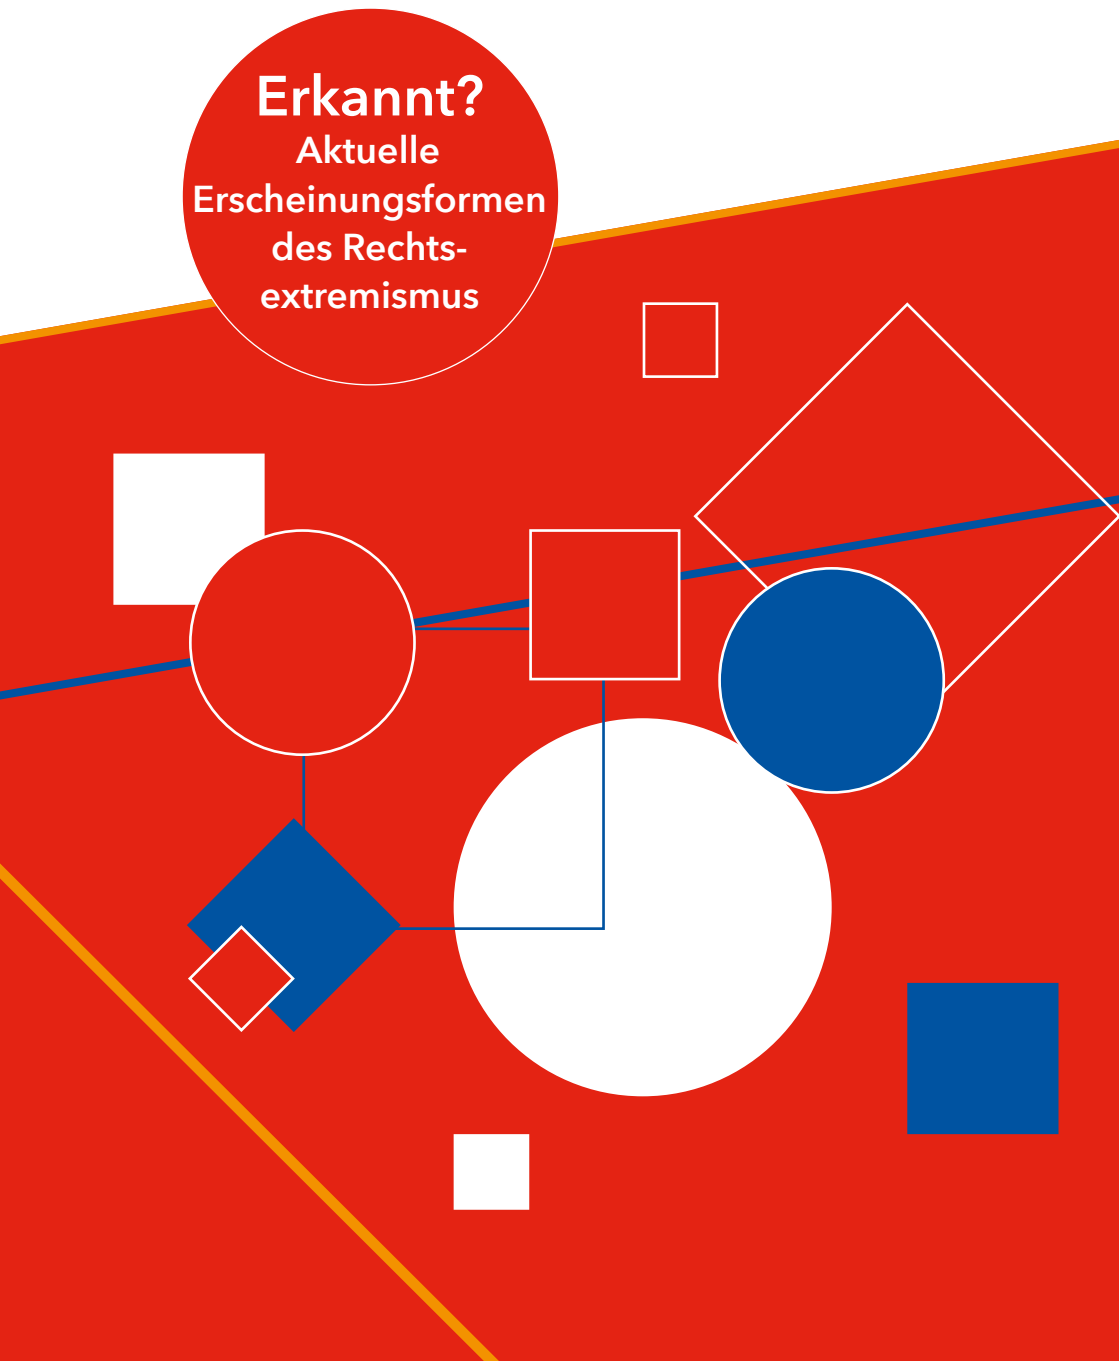 Erkannt?
Aktuelle
Erscheinungsformen
des Rechts-
extremismus